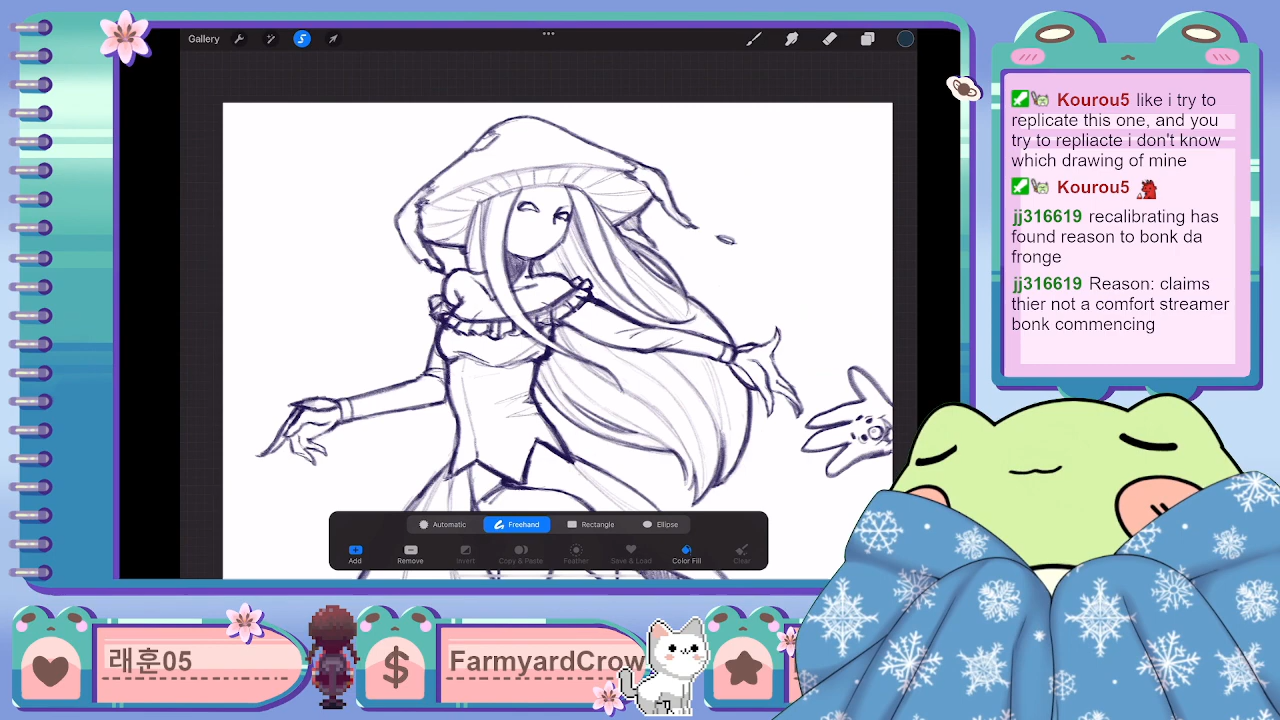 Gallery
Kourou5 like i try to
replicate this one, and you
try to repliacte i don't know
which drawing of mine
Kourou5
jj316619 recalibrating has
found reason to bonk da
fronge
jj316619 Reason: claims
thier not a comfort streamer
bonk commencing
Automatic Freehand Rectangle Ellipse
Add Remove Invert Copy & Paste Feather Save & Load Color Fill Clear
래훈05 FarmyardCrow